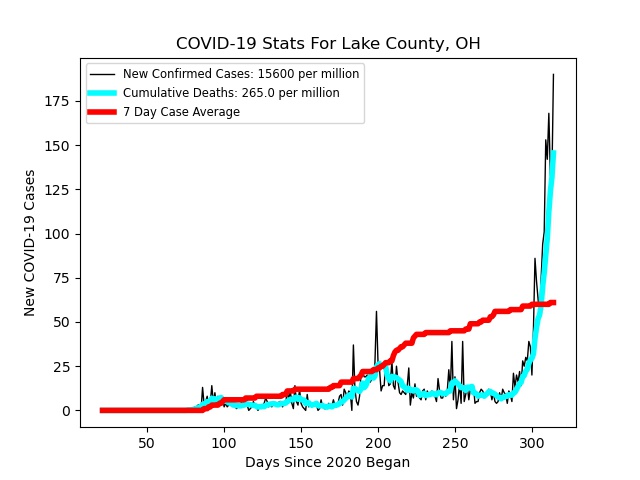 COVID-19 Stats For Lake County, OH
New Confirmed Cases: 15600 per million
Cumulative Deaths: 265.0 per million
7 Day Case Average
175
150
125
100
75
50
25
0
New COVID-19 Cases
50 100 150 200 250 300
Days Since 2020 Began